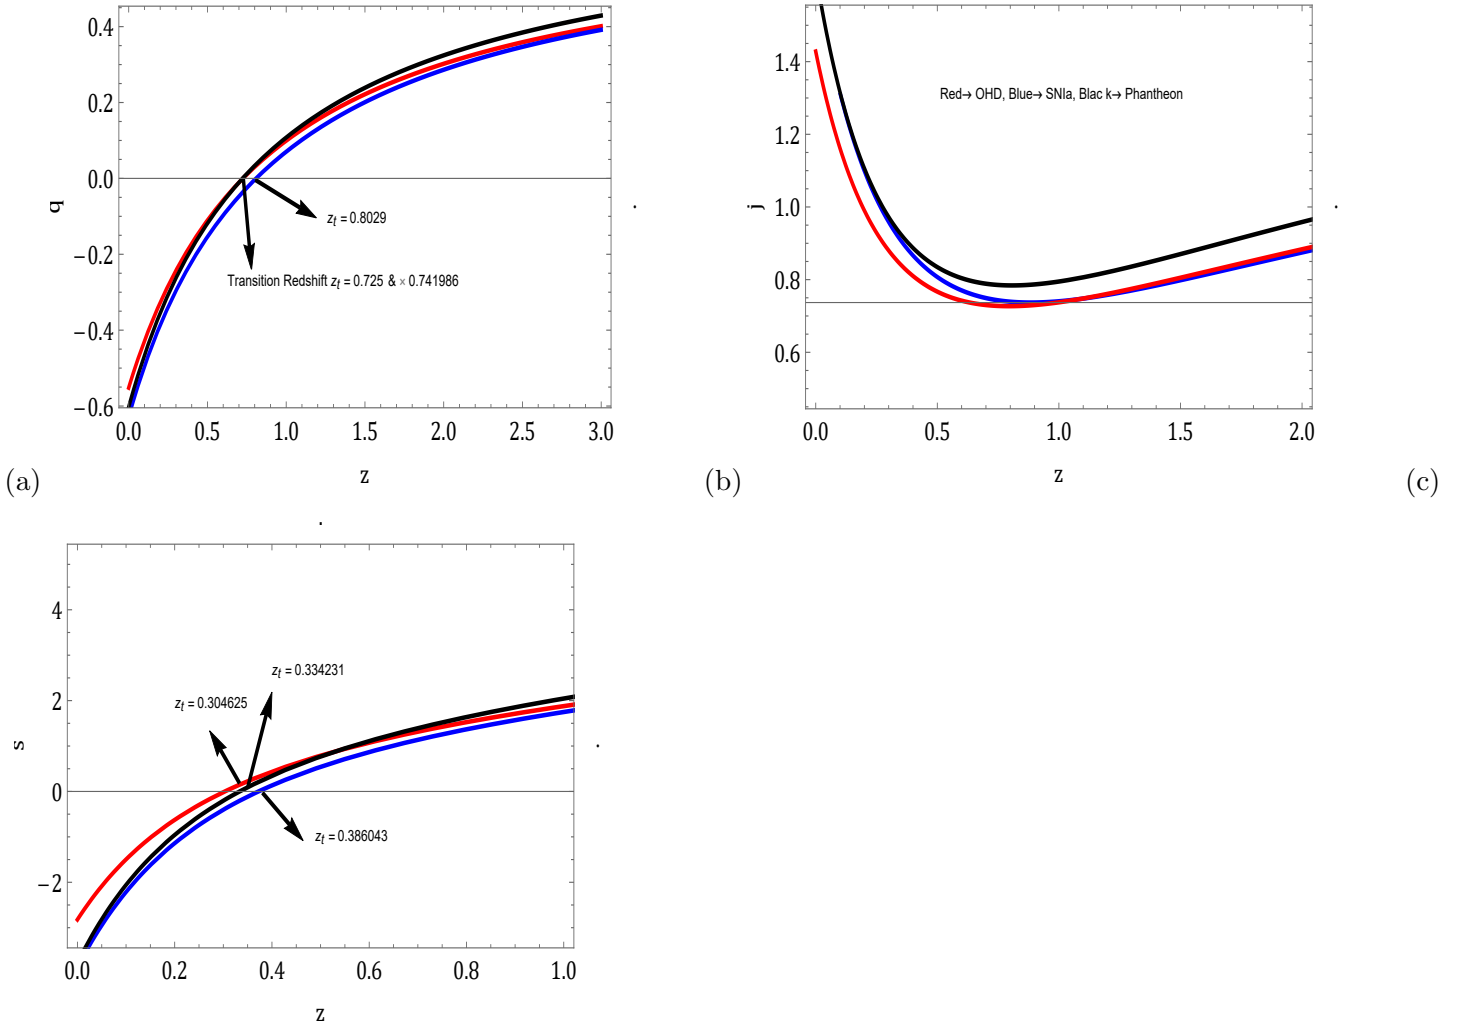 0.4
0.2
0.0
−0.2
−0.4
−0.6
q
z_t = 0.8029
Transition Redshift z_t = 0.725 & × 0.741986
0.0 0.5 1.0 1.5 2.0 2.5 3.0
z
(a)
.
1.4
1.2
1.0
0.8
0.6
j
Red→ OHD, Blue→ SNIa, Blac k→ Phantheon
0.0 0.5 1.0 1.5 2.0
z
(b)
.
(c)
.
4
2
0
−2
s
z_t = 0.334231
z_t = 0.304625
z_t = 0.386043
0.0 0.2 0.4 0.6 0.8 1.0
z
.